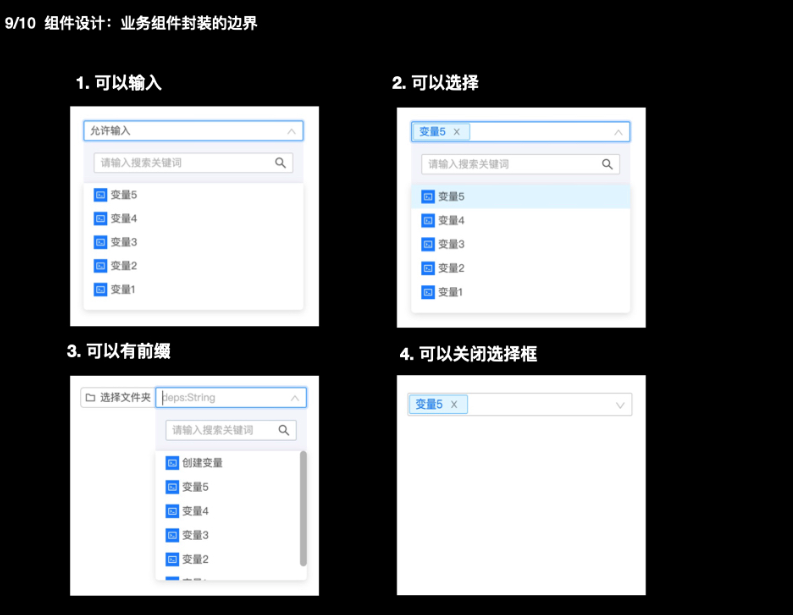 9/10 组件设计：业务组件封装的边界
1. 可以输入
允许输入
请输入搜索关键词
变量5
变量4
变量3
变量2
变量1
2. 可以选择
变量5 X
请输入搜索关键词
变量5
变量4
变量3
变量2
变量1
3. 可以有前缀
选择文件夹 deps:String
请输入搜索关键词
创建变量
变量5
变量4
变量3
变量2
4. 可以关闭选择框
变量5 X